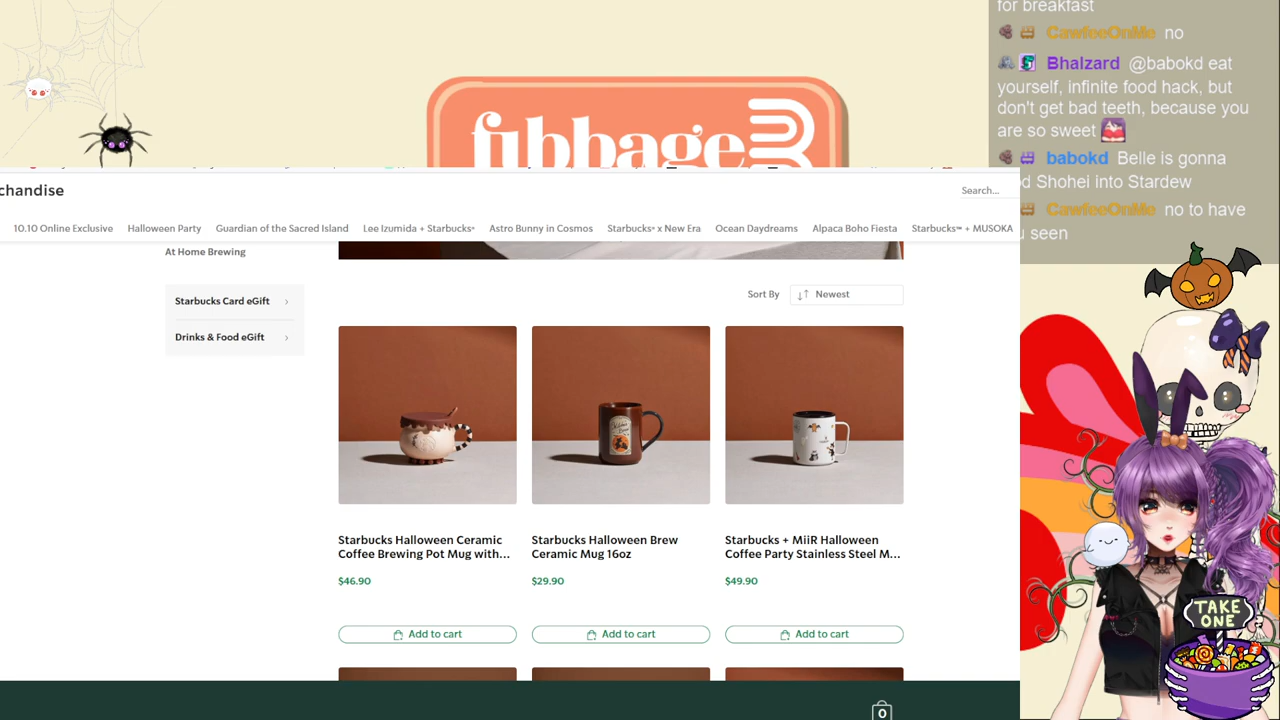 for breakfast
CawfeeOnMe no
Bhalzard @babokd eat
yourself, infinite food hack, but
don't get bad teeth, because you
are so sweet
babokd Belle is gonna
Shohei into Stardew
CawfeeOnMe no to have
seen
fibbage 3
chandise
Search...
10.10 Online Exclusive Halloween Party Guardian of the Sacred Island Lee Izumida + Starbucks® Astro Bunny in Cosmos Starbucks® x New Era Ocean Daydreams Alpaca Boho Fiesta Starbucks™ + MUSOKA
At Home Brewing
Starbucks Card eGift
Drinks & Food eGift
Sort By Newest
Starbucks Halloween Ceramic
Coffee Brewing Pot Mug with...
$46.90
Add to cart
Starbucks Halloween Brew
Ceramic Mug 16oz
$29.90
Add to cart
Starbucks + MiiR Halloween
Coffee Party Stainless Steel M...
$49.90
Add to cart
0
TAKE
ONE